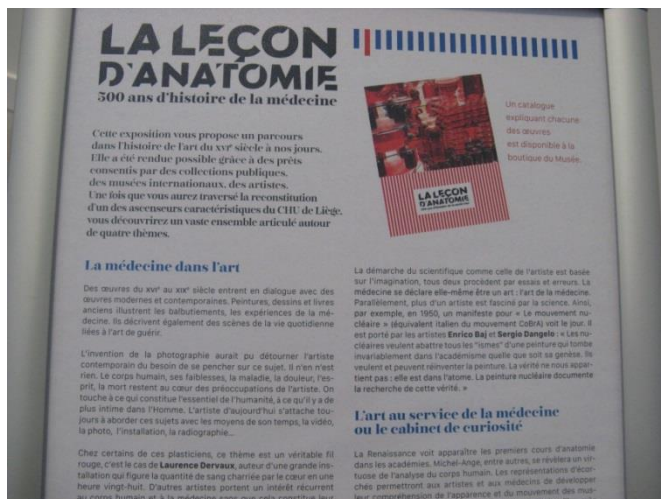 LA LEÇON
D'ANATOMIE
500 ans d'histoire de la médecine
Cette exposition vous propose un parcours
dans l'histoire de l'art du XVIᵉ siècle à nos jours.
Elle a été rendue possible grâce à des prêts
consentis par des collections publiques,
des musées internationaux, des artistes.
Une fois que vous aurez traversé la reconstitution
d'un des ascenseurs caractéristiques du CHU de Liège,
vous découvrirez un vaste ensemble articulé autour
de quatre thèmes.
LA LEÇON
D'ANATOMIE
Un catalogue
expliquant chacune
des œuvres
est disponible à la
boutique du Musée.
La médecine dans l'art
Des œuvres du XVIᵉ au XIXᵉ siècle entrent en dialogue avec des
œuvres modernes et contemporaines. Peintures, dessins et livres
anciens illustrent les balbutiements, les expériences de la mé-
decine. Ils décrivent également des scènes de la vie quotidienne
liées à l'art de guérir.
L'invention de la photographie aurait pu détourner l'artiste
contemporain du besoin de se pencher sur ce sujet. Il n'en n'est
rien. Le corps humain, ses faiblesses, la maladie, la douleur, l'es-
prit, la mort restent au cœur des préoccupations de l'artiste. On
touche à ce qui constitue l'essentiel de l'humanité, à ce qu'il y a de
plus intime dans l'Homme. L'artiste d'aujourd'hui s'attache tou-
jours à aborder ces sujets avec les moyens de son temps, la vidéo,
la photo, l'installation, la radiographie...
Chez certains de ces plasticiens, ce thème est un véritable fil
rouge, c'est le cas de Laurence Dervaux, auteur d'une grande ins-
tallation qui figure la quantité de sang charriée par le cœur en une
heure vingt-huit. D'autres artistes portent un intérêt récurrent
au corps humain et à la médecine sans que cela constitue leur
La démarche du scientifique comme celle de l'artiste est basée
sur l'imagination, tous deux procèdent par essais et erreurs. La
médecine se déclare elle-même être un art : l'art de la médecine.
Parallèlement, plus d'un artiste est fasciné par la science. Ainsi,
par exemple, en 1950, un manifeste pour « Le mouvement nu-
cléaire » (équivalent italien du mouvement CoBrA) voit le jour. Il
est porté par les artistes Enrico Baj et Sergio Dangelo : « Les nu-
cléaires veulent abattre tous les "ismes" d'une peinture qui tombe
invariablement dans l'académisme quelle que soit sa genèse. Ils
veulent et peuvent réinventer la peinture. La vérité ne nous appar-
tient pas : elle est dans l'atome. La peinture nucléaire documente
la recherche de cette vérité. »
L'art au service de la médecine
ou le cabinet de curiosité
La Renaissance voit apparaître les premiers cours d'anatomie
dans les académies. Michel-Ange, entre autres, se révélera un vir-
tuose de l'analyse du corps humain. Les représentations d'écor-
chés permettront aux artistes et aux médecins de développer
leur compréhension de l'apparence et du mouvement des mus-